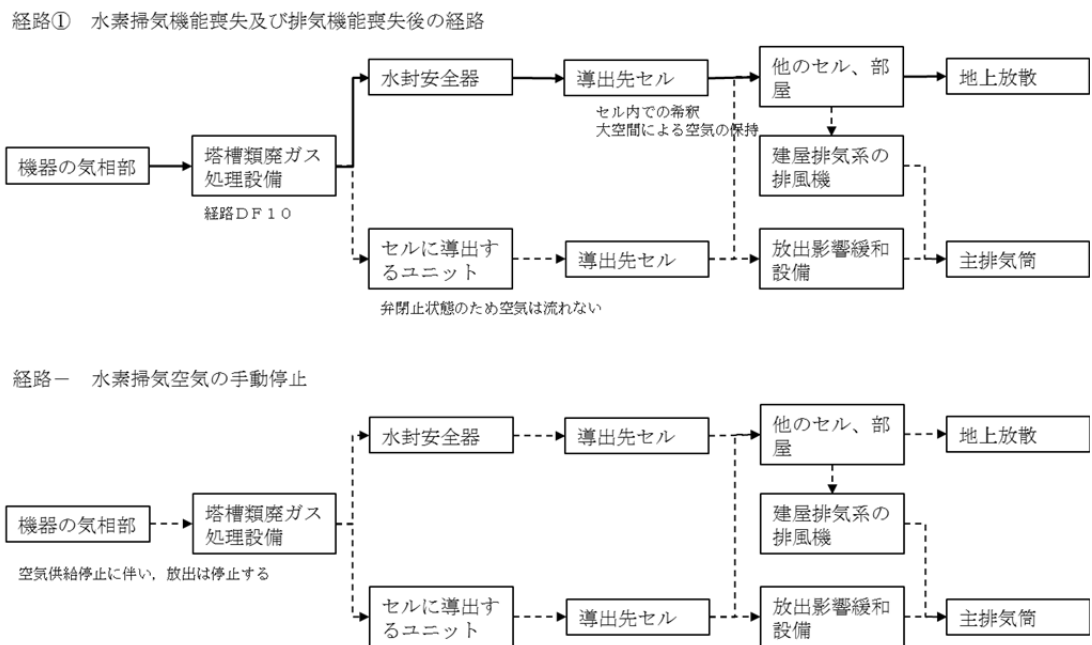 経路① 水素掃気機能喪失及び排気機能喪失後の経路
水封安全器
導出先セル
他のセル、部
屋
地上放散
セル内での希釈
大空間による空気の保持
機器の気相部
塔槽類廃ガス
処理設備
建屋排気系の
排風機
経路DF10
セルに導出す
るユニット
導出先セル
放出影響緩和
設備
主排気筒
弁閉止状態のため空気は流れない
経路－ 水素掃気空気の手動停止
水封安全器
導出先セル
他のセル、部
屋
地上放散
機器の気相部
塔槽類廃ガス
処理設備
建屋排気系の
排風機
空気供給停止に伴い，放出は停止する
セルに導出す
るユニット
導出先セル
放出影響緩和
設備
主排気筒